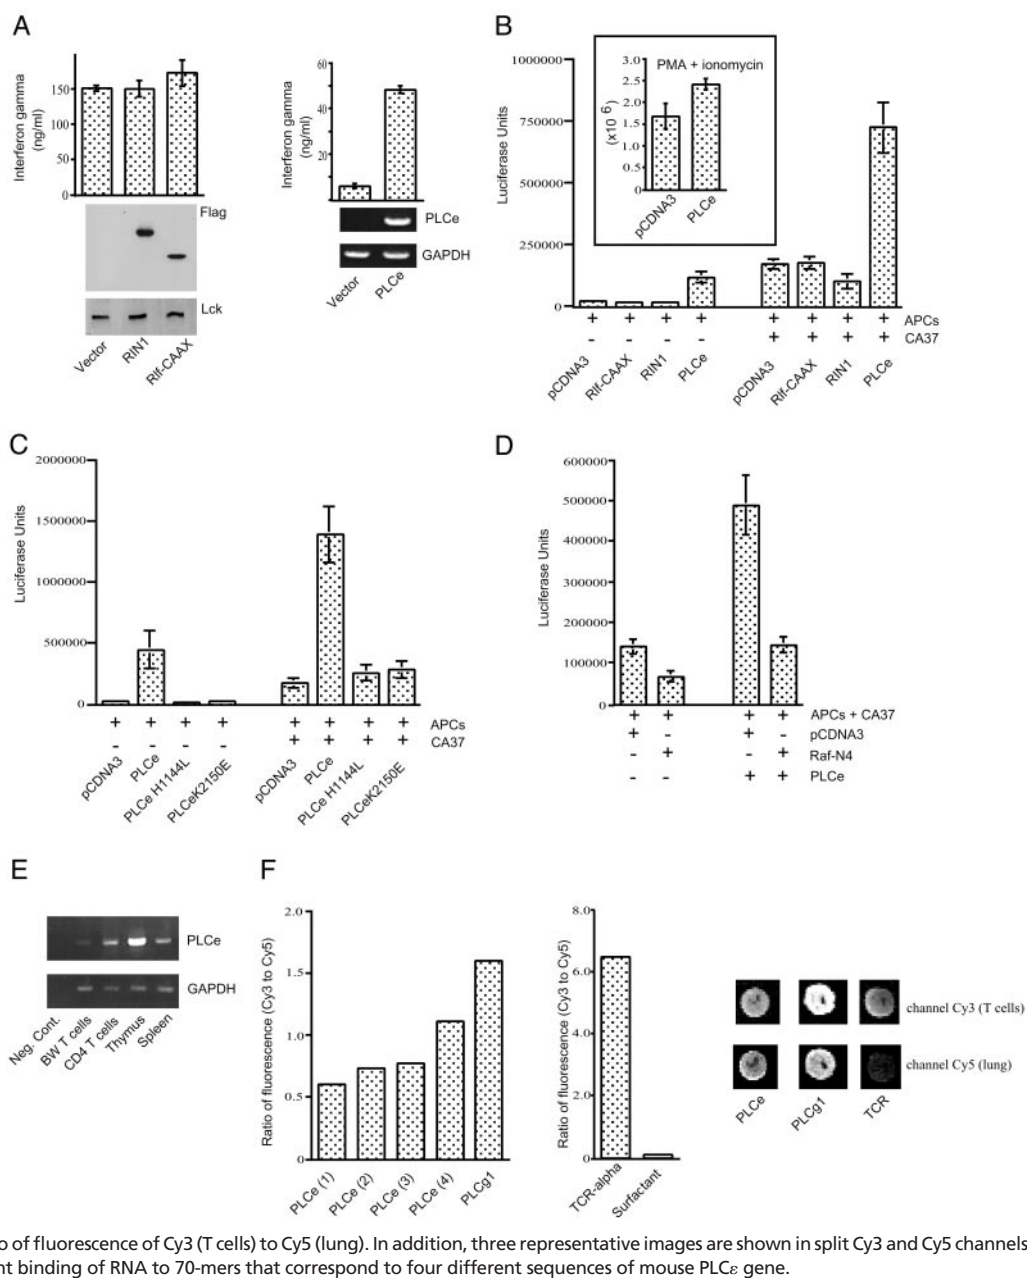 A
Interferon gamma
(ng/ml)
150
100
50
0
Flag
Lck
Vector
RIN1
Rlf-CAAX
Interferon gamma
(ng/ml)
60
40
20
PLCe
GAPDH
Vector
PLCe
B
Luciferase Units
1000000
750000
500000
250000
0
PMA + ionomycin
(x10 6)
3.0
2.5
2.0
1.5
1.0
0.5
0
pCDNA3
PLCe
+ + + + + + + + APCs
- - - - + + + + CA37
pCDNA3
Rlf-CAAX
RIN1
PLCe
pCDNA3
Rlf-CAAX
RIN1
PLCe
C
Luciferase Units
2000000
1500000
1000000
500000
0
+ + + + + + + + APCs
- - - - + + + + CA37
pCDNA3
PLCe
PLCe H1144L
PLCeK2150E
pCDNA3
PLCe
PLCe H1144L
PLCeK2150E
D
Luciferase Units
600000
500000
400000
300000
200000
100000
0
+ + + + APCs + CA37
+ - + - pCDNA3
- + - + Raf-N4
- - + + PLCe
E
PLCe
GAPDH
Neg. Cont.
BW T cells
CD4 T cells
Thymus
Spleen
F
Ratio of fluorescence (Cy3 to Cy5)
2.0
1.5
1.0
0.5
0
PLCe (1)
PLCe (2)
PLCe (3)
PLCe (4)
PLCg1
Ratio of fluorescence (Cy3 to Cy5)
8.0
6.0
4.0
2.0
0
TCR-alpha
Surfactant
channel Cy3 (T cells)
channel Cy5 (lung)
PLCe
PLCg1
TCR
o of fluorescence of Cy3 (T cells) to Cy5 (lung). In addition, three representative images are shown in split Cy3 and Cy5 channels
nt binding of RNA to 70-mers that correspond to four different sequences of mouse PLCε gene.